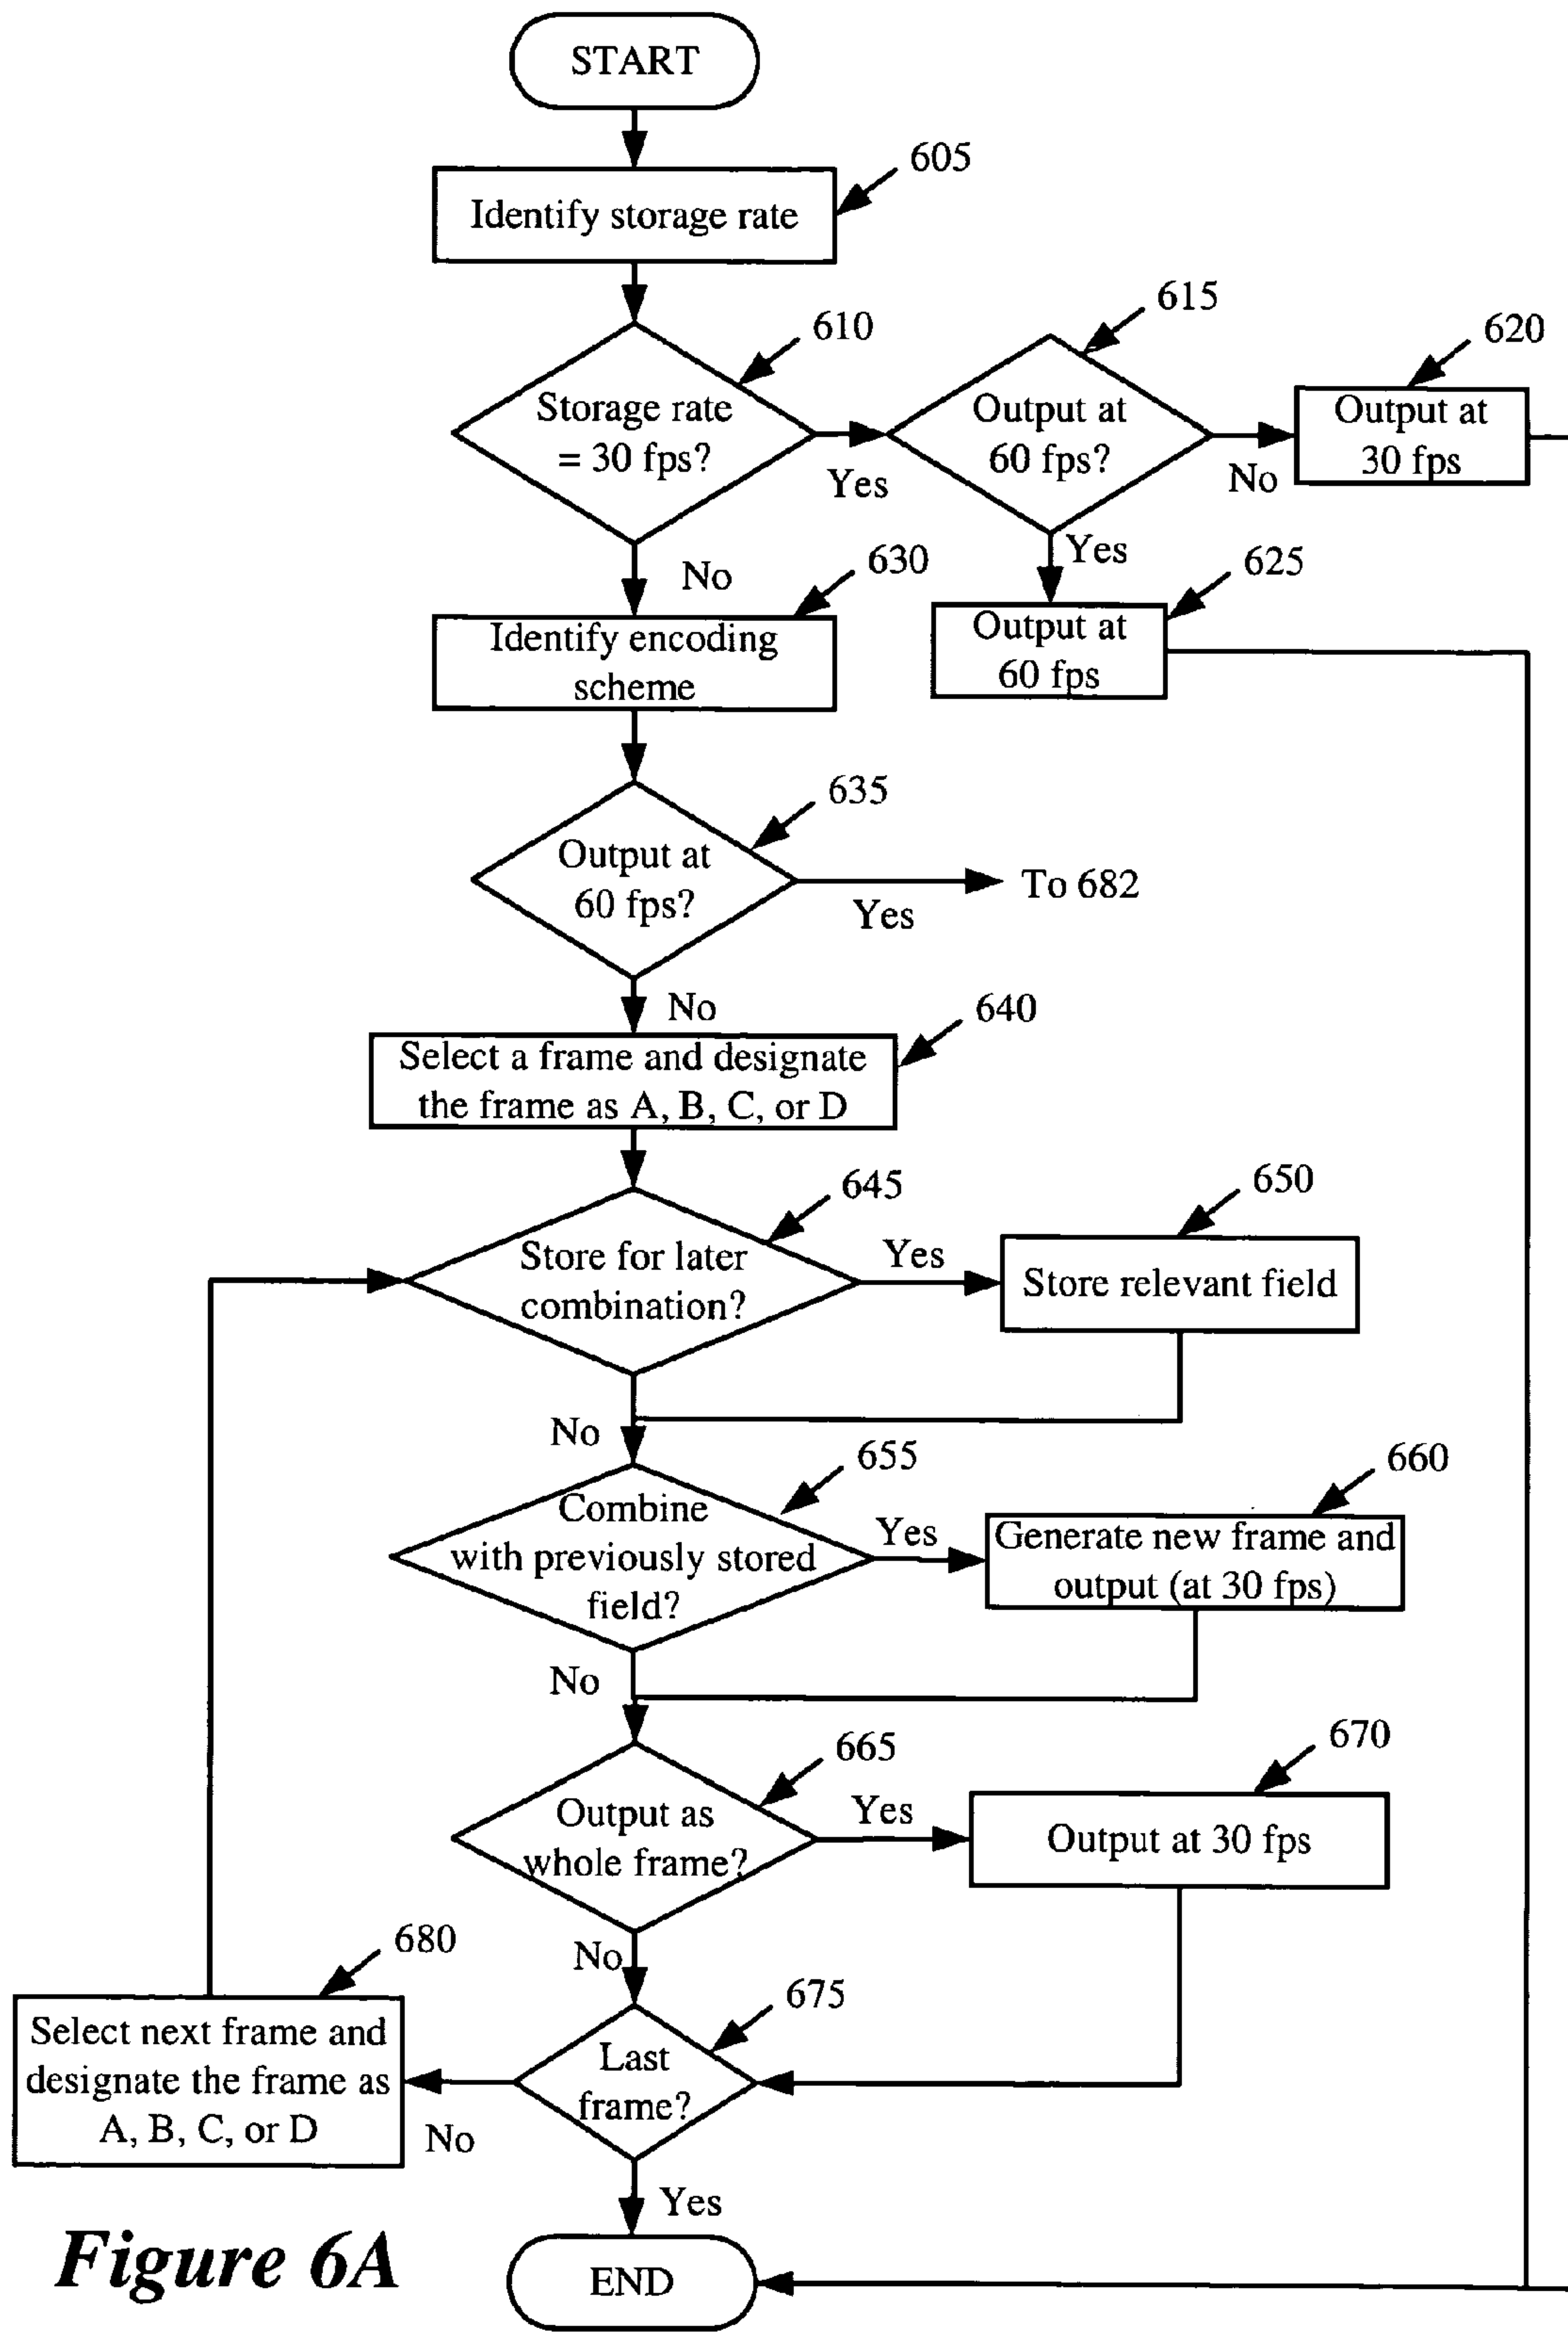 START
605
Identify storage rate
610
615
620
Storage rate
= 30 fps?
Yes
Output at
60 fps?
No
Output at
30 fps
Yes
625
Output at
60 fps
No
630
Identify encoding
scheme
635
Output at
60 fps?
Yes
To 682
No
640
Select a frame and designate
the frame as A, B, C, or D
645
650
Store for later
combination?
Yes
Store relevant field
No
655
660
Combine
with previously stored
field?
Yes
Generate new frame and
output (at 30 fps)
No
665
670
Output as
whole frame?
Yes
Output at 30 fps
No
675
680
Last
frame?
No
Select next frame and
designate the frame as
A, B, C, or D
Yes
END
Figure 6A